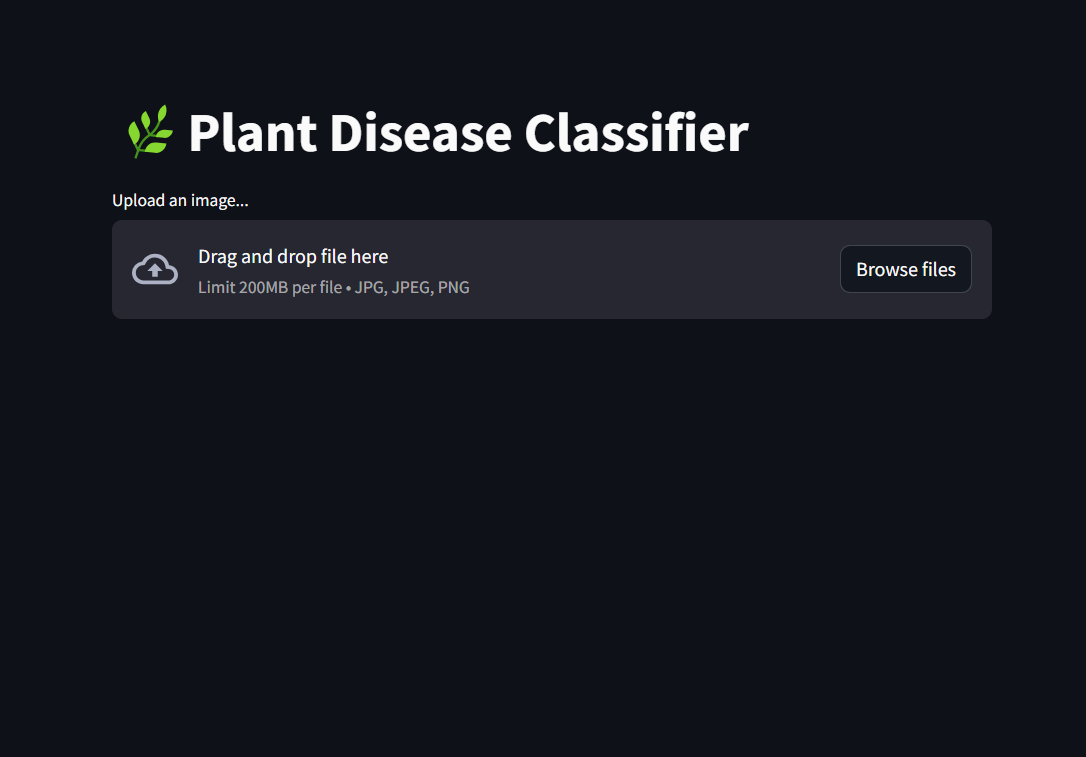 Plant Disease Classifier
Upload an image...
Drag and drop file here
Limit 200MB per file • JPG, JPEG, PNG
Browse files